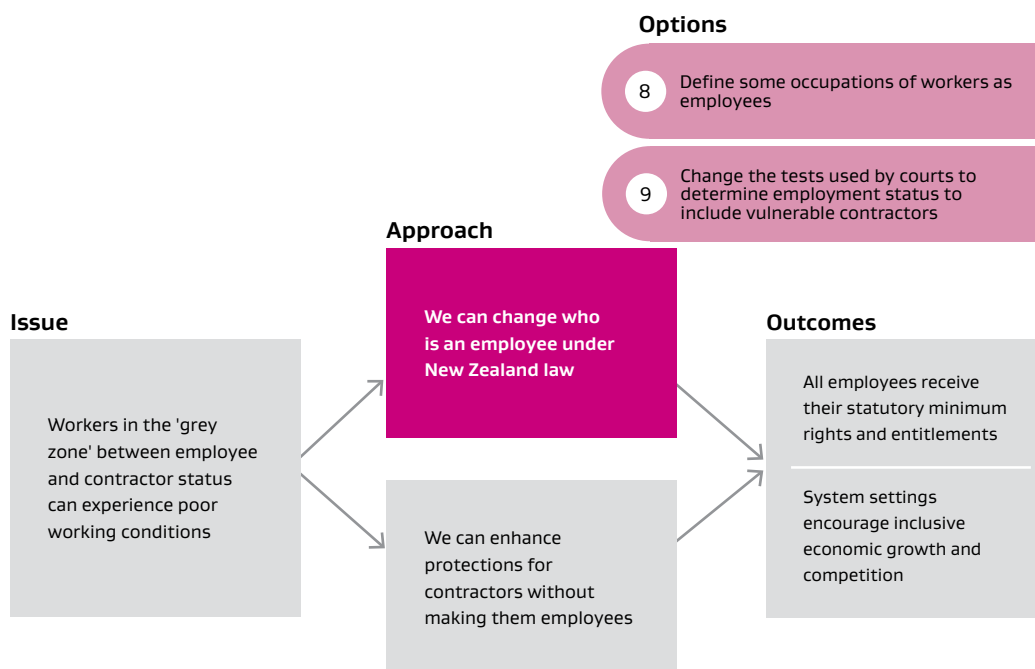 Options
8
Define some occupations of workers as
employees
9
Change the tests used by courts to
determine employment status to
include vulnerable contractors
Approach
We can change who
is an employee under
New Zealand law
Issue
Workers in the 'grey
zone' between employee
and contractor status
can experience poor
working conditions
We can enhance
protections for
contractors without
making them employees
Outcomes
All employees receive
their statutory minimum
rights and entitlements
System settings
encourage inclusive
economic growth and
competition